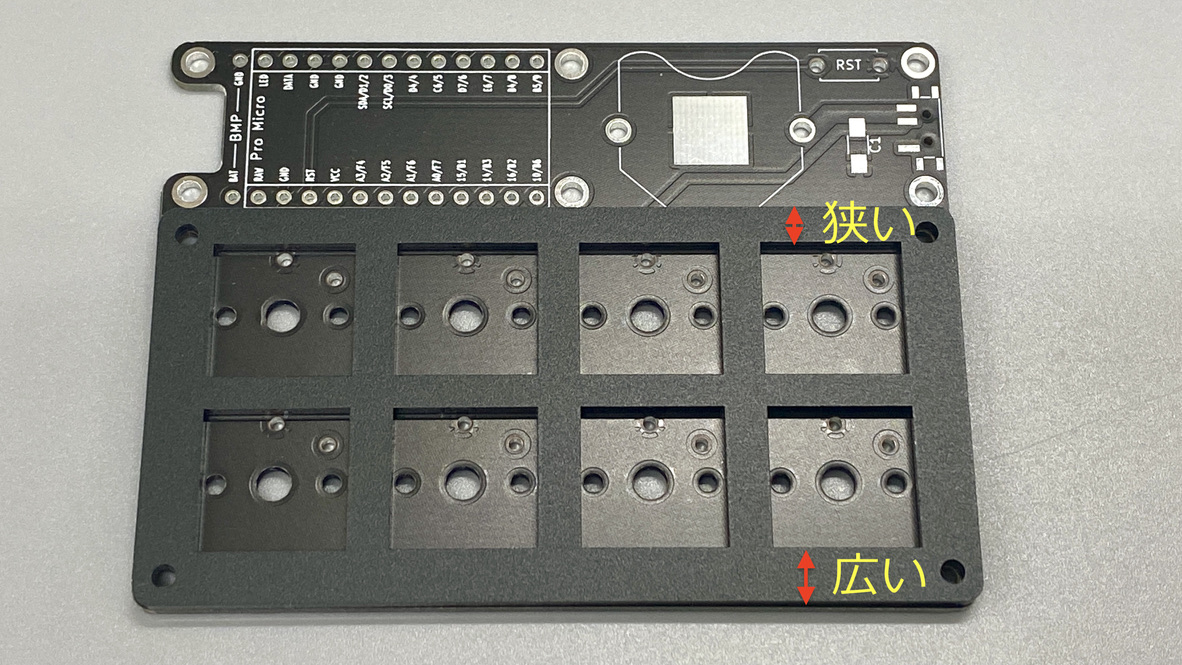 RST
GND
LED
DATA
GND
GND
SDA/D1/2
SCL/D0/3
D4/4
C6/5
D7/6
E6/7
B4/8
B5/9
BMP
Pro Micro
C1
BAT
RAW
GND
RST
VCC
A3/F4
A2/F5
A1/F6
A0/F7
15/B1
14/B3
16/B2
10/B6
狭い
広い